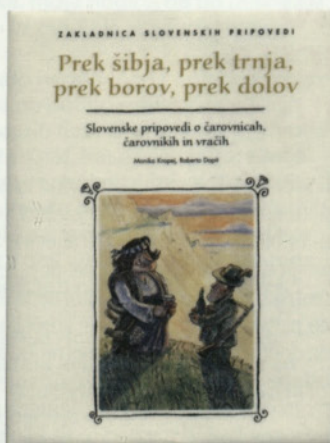 ZAKLADNICA SLOVENSKIH PRIPOVEDI
Prek šibja, prek trnja,
prek borov, prek dolov
Slovenske pripovedi o čarovnicah,
čarovnikih in vračih
Monika Kropej, Roberto Dapit